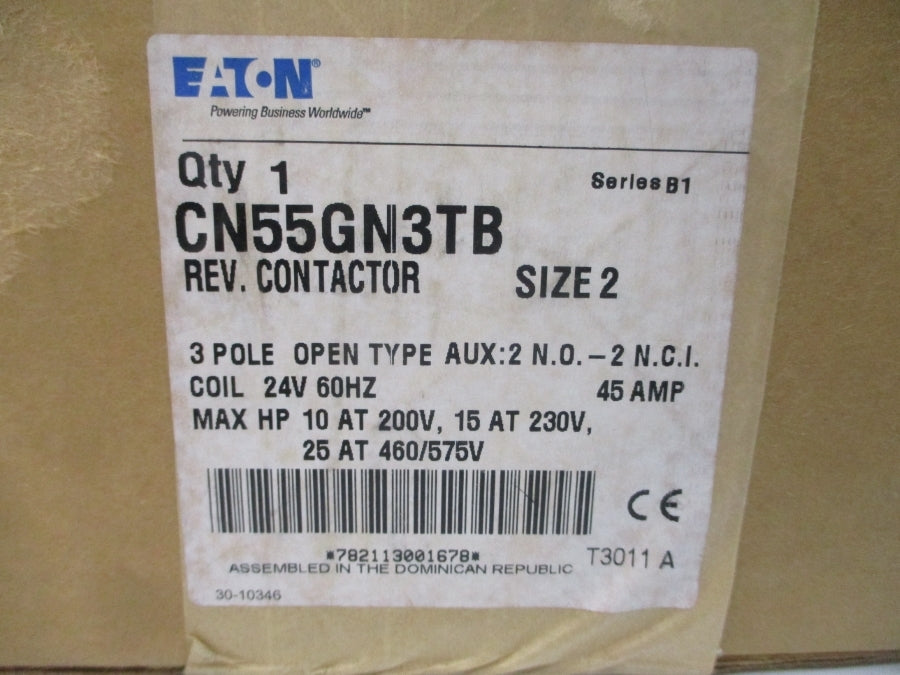 EATON®
Powering Business Worldwide™
Qty 1
Series B1
CN55GN3TB
REV. CONTACTOR SIZE 2
3 POLE OPEN TYPE AUX:2 N.O.-2 N.C.I.
COIL 24V 60HZ 45 AMP
MAX HP 10 AT 200V, 15 AT 230V,
25 AT 460/575V
CE
*782113001678*
T3011 A
ASSEMBLED IN THE DOMINICAN REPUBLIC
30-10346